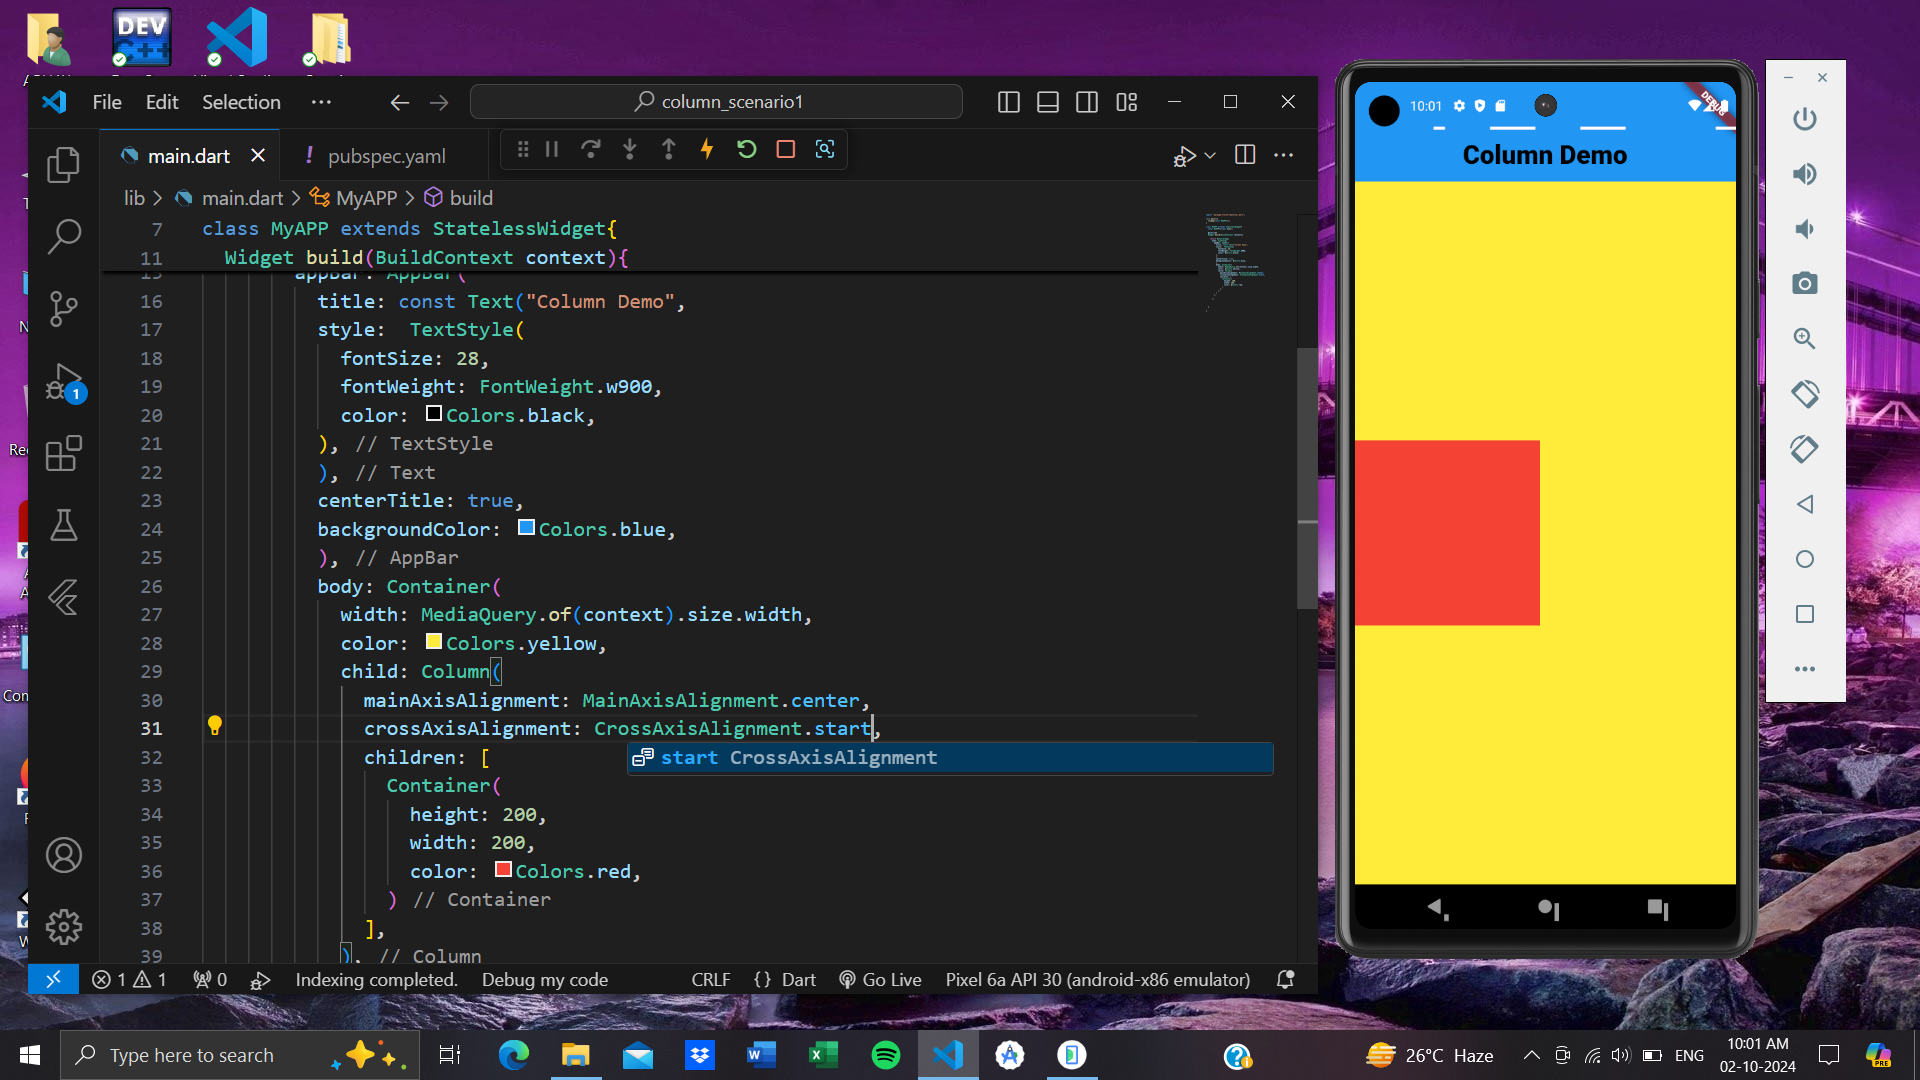 DEV
C++
File Edit Selection ···
column_scenario1
main.dart
! pubspec.yaml
lib > main.dart > MyAPP > build
7 class MyAPP extends StatelessWidget{
11 Widget build(BuildContext context){
15 appBar: AppBar(
16 title: const Text("Column Demo",
17 style:  TextStyle(
18 fontSize: 28,
19 fontWeight: FontWeight.w900,
20 color: Colors.black,
21 ), // TextStyle
22 ), // Text
23 centerTitle: true,
24 backgroundColor: Colors.blue,
25 ), // AppBar
26 body: Container(
27 width: MediaQuery.of(context).size.width,
28 color: Colors.yellow,
29 child: Column(
30 mainAxisAlignment: MainAxisAlignment.center,
31 crossAxisAlignment: CrossAxisAlignment.start,
32 children: [
start CrossAxisAlignment
33 Container(
34 height: 200,
35 width: 200,
36 color: Colors.red,
37 ) // Container
38 ],
39 ), // Column
1
1 1 0 Indexing completed. Debug my code CRLF {} Dart Go Live Pixel 6a API 30 (android-x86 emulator)
10:01
DEBUG
Column Demo
Type here to search
26°C Haze
ENG
10:01 AM
02-10-2024
PRE